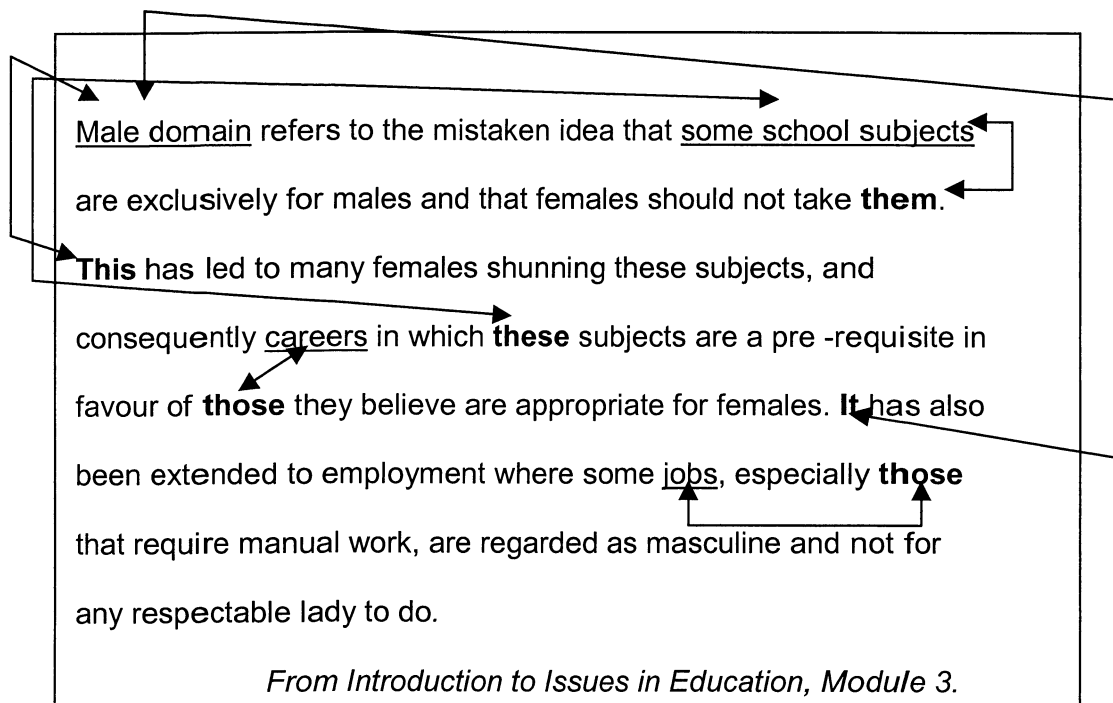 Male domain refers to the mistaken idea that some school subjects
are exclusively for males and that females should not take them.
This has led to many females shunning these subjects, and
consequently careers in which these subjects are a pre -requisite in
favour of those they believe are appropriate for females. It has also
been extended to employment where some jobs, especially those
that require manual work, are regarded as masculine and not for
any respectable lady to do.
From Introduction to Issues in Education, Module 3.